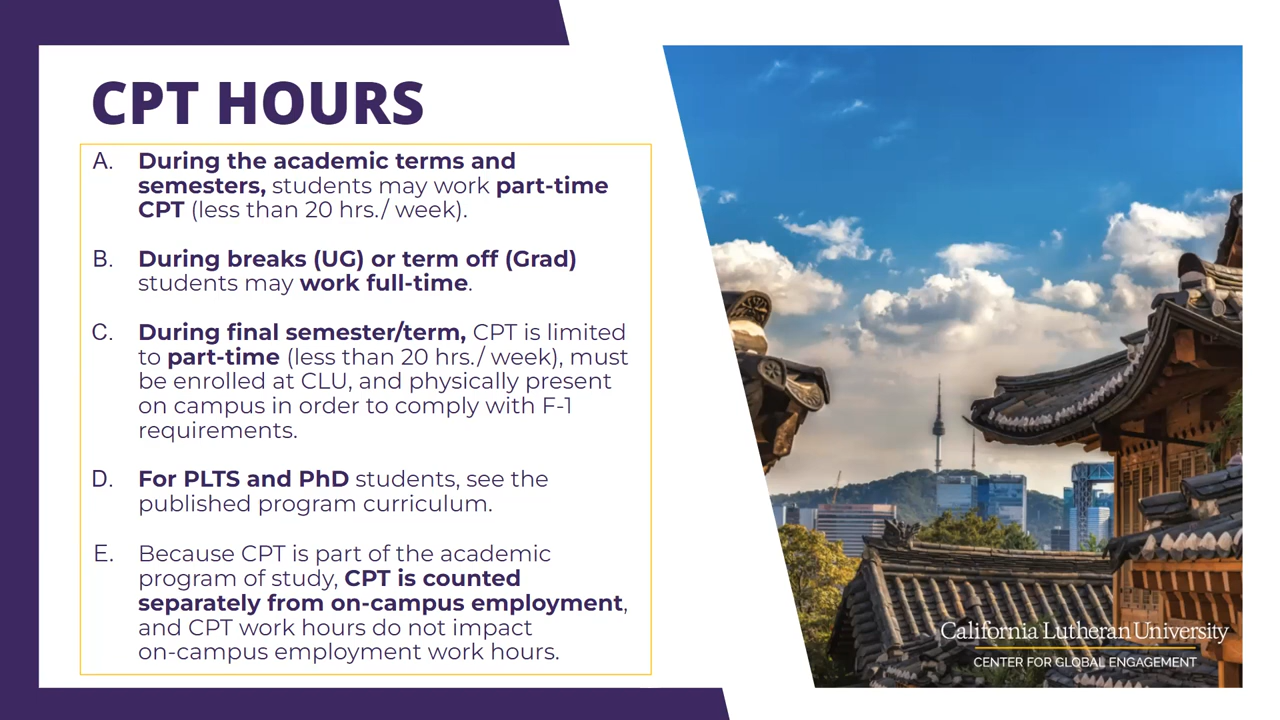 CPT HOURS
A. During the academic terms and
semesters, students may work part-time
CPT (less than 20 hrs./ week).
B. During breaks (UG) or term off (Grad)
students may work full-time.
C. During final semester/term, CPT is limited
to part-time (less than 20 hrs./ week), must
be enrolled at CLU, and physically present
on campus in order to comply with F-1
requirements.
D. For PLTS and PhD students, see the
published program curriculum.
E. Because CPT is part of the academic
program of study, CPT is counted
separately from on-campus employment,
and CPT work hours do not impact
on-campus employment work hours.
California Lutheran University
CENTER FOR GLOBAL ENGAGEMENT